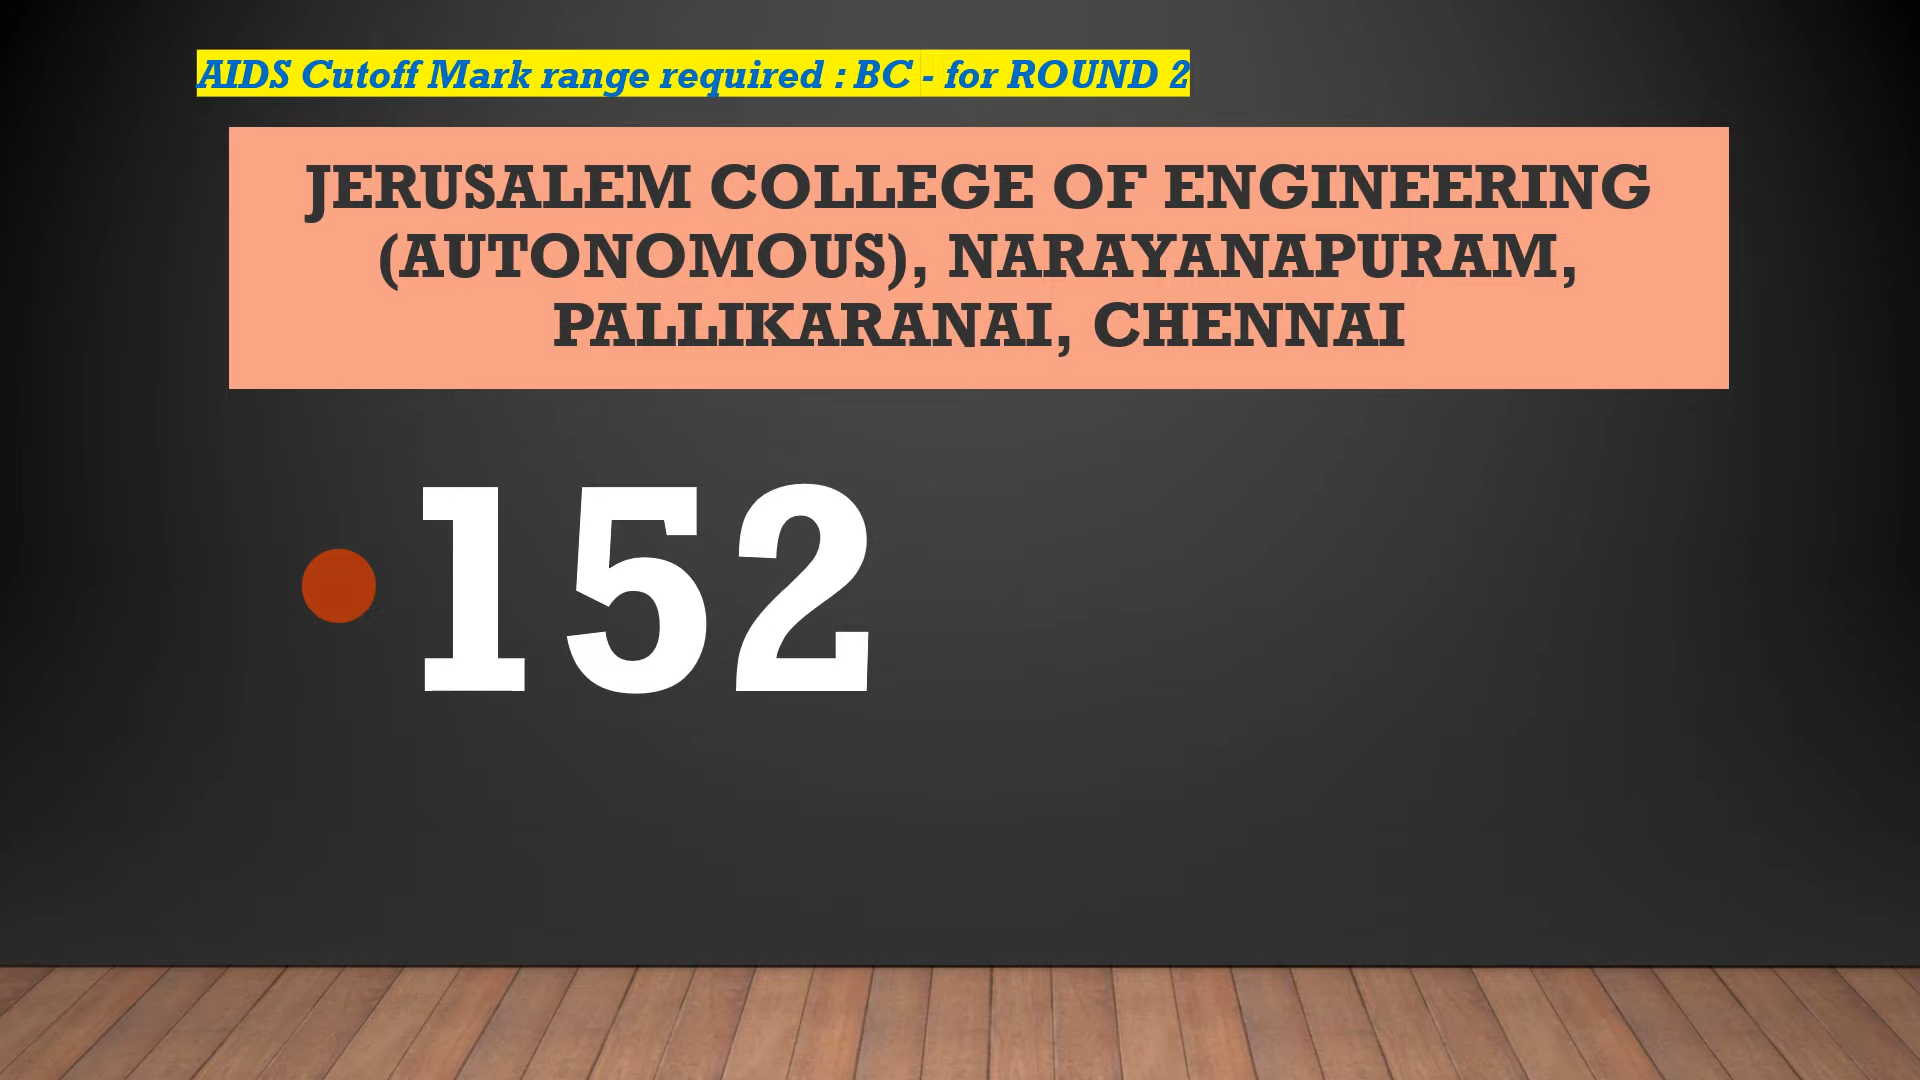 AIDS Cutoff Mark range required : BC - for ROUND 2
JERUSALEM COLLEGE OF ENGINEERING
(AUTONOMOUS), NARAYANAPURAM,
PALLIKARANAI, CHENNAI
152